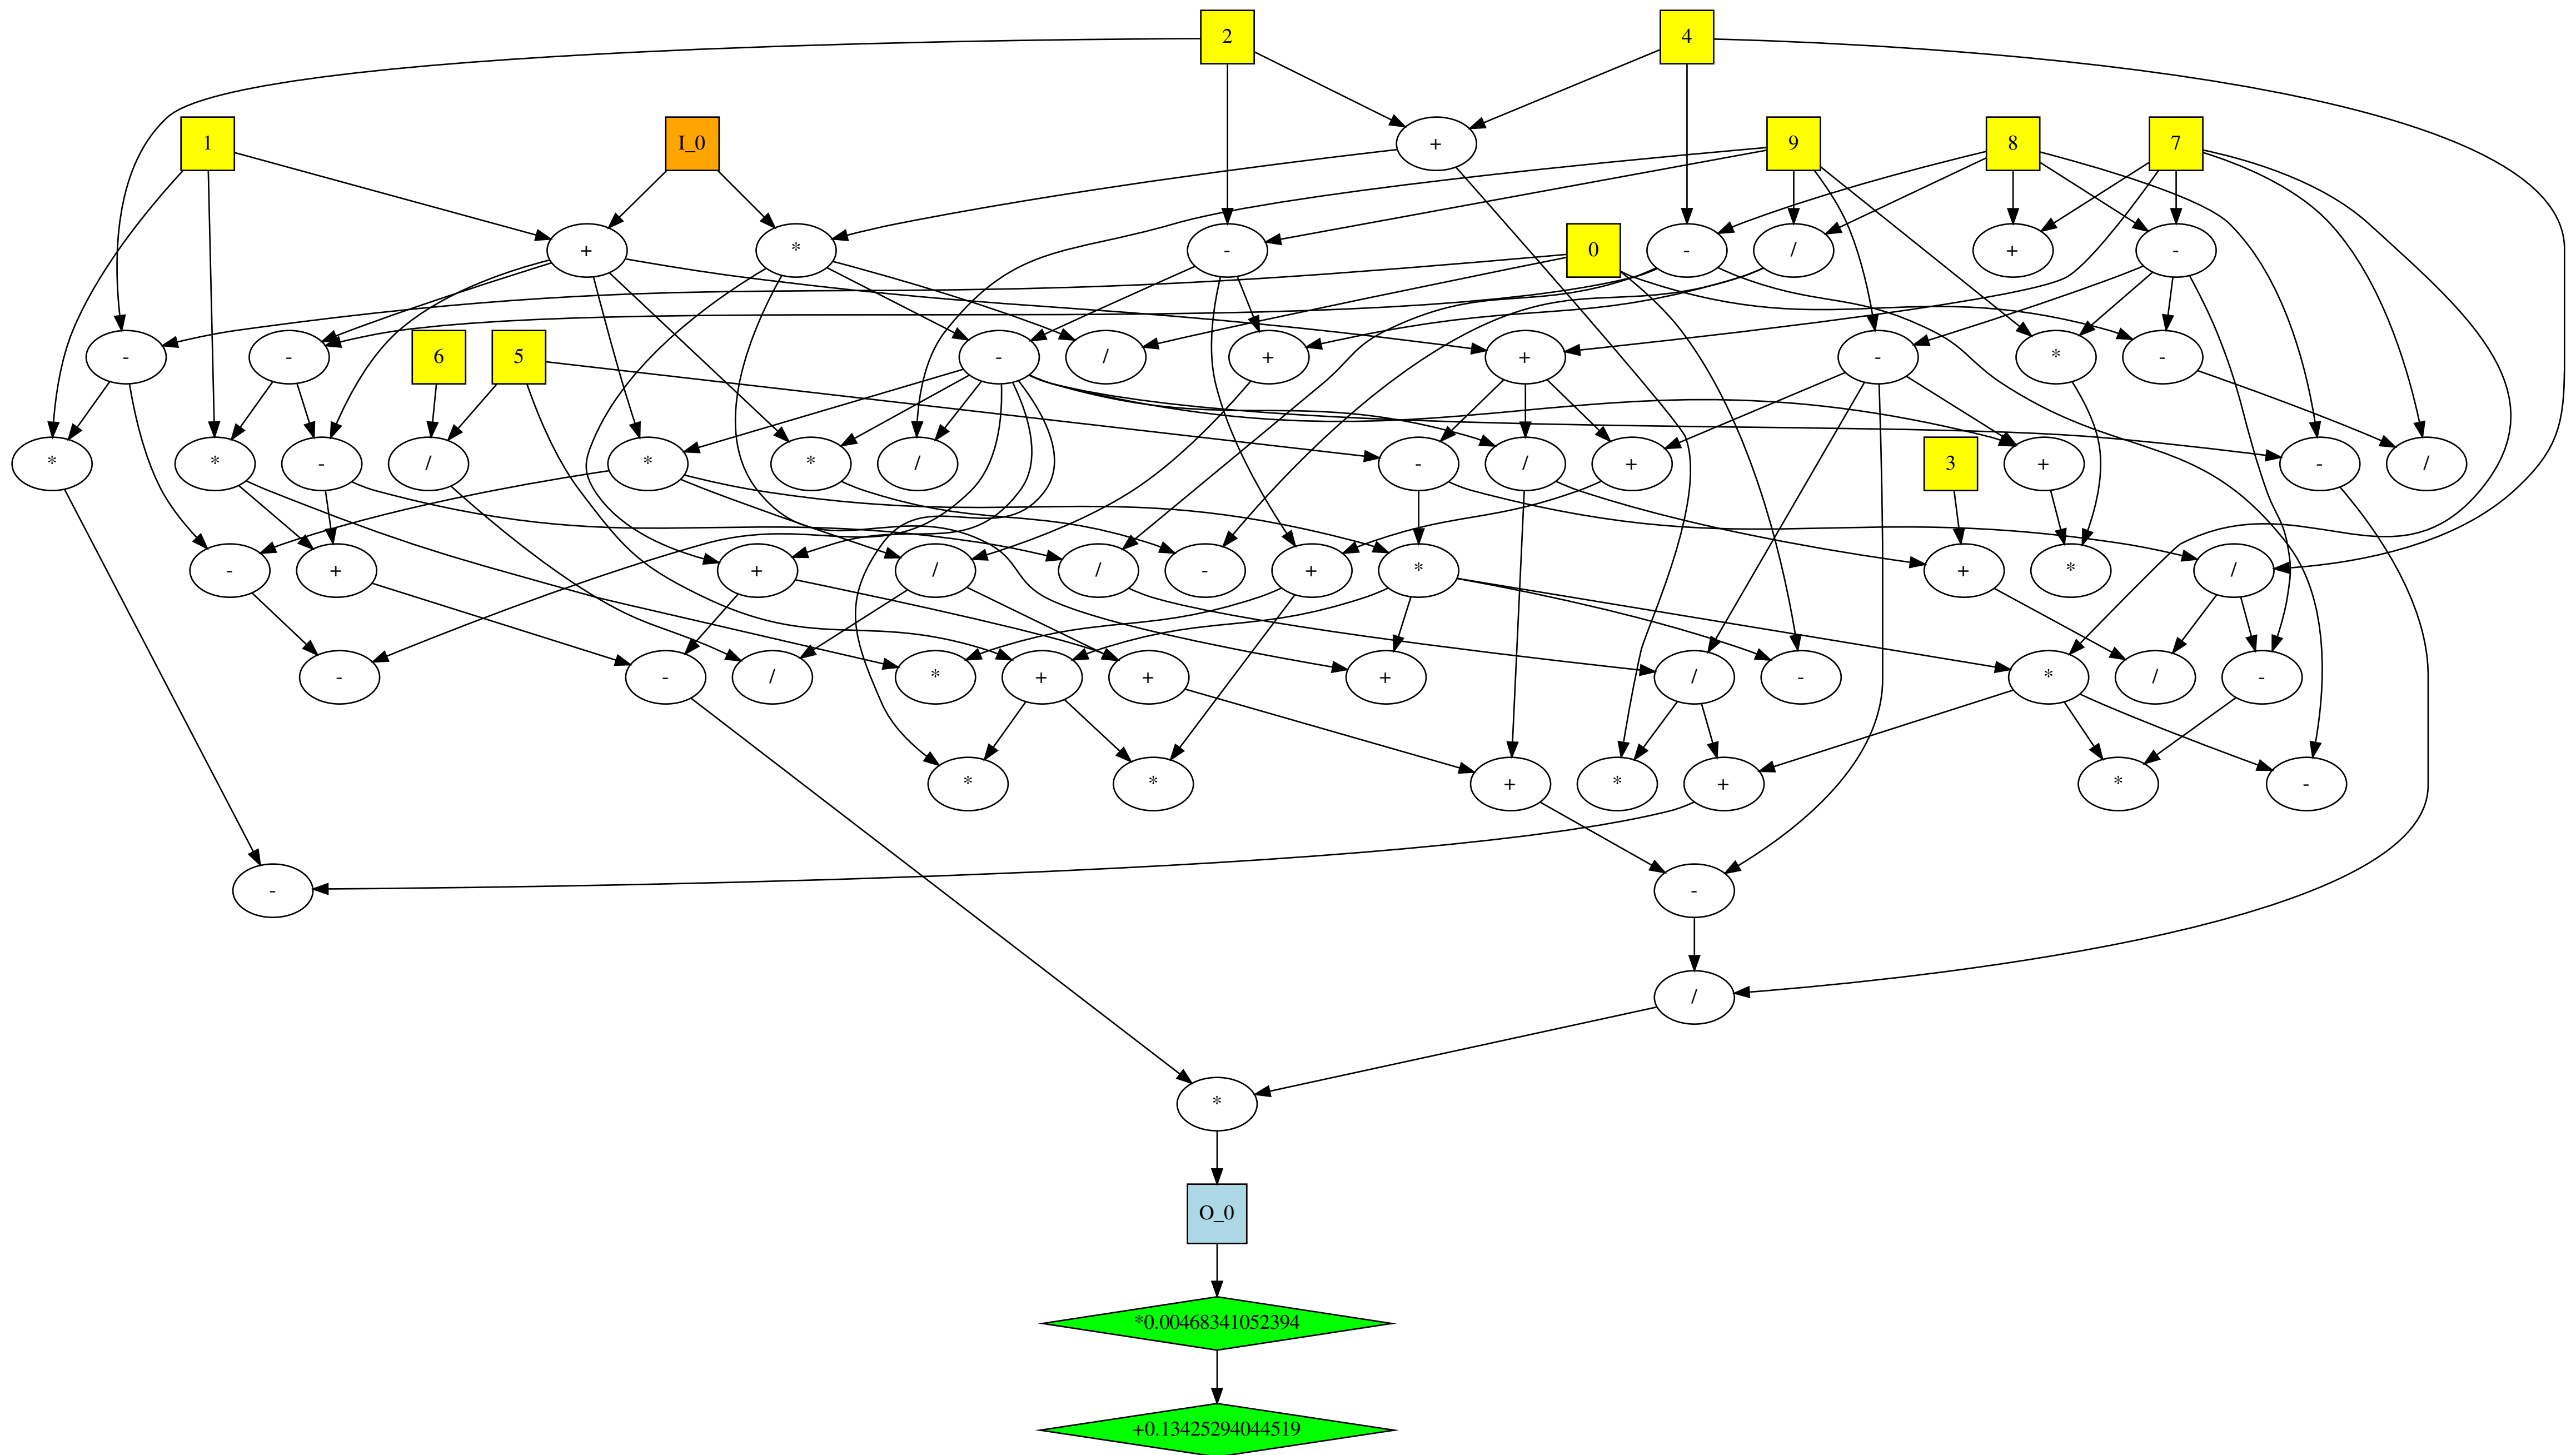 2 4
1 I_0 + 9 8 7
+ * - 0 - / + -
- - 6 5 - / + + - * -
* * - / * * / - / + 3 + - /
- + + / / - + * + * /
- - / * + + + / - * / -
* * + * + * -
- -
/
*
O_0
*0.00468341052394
+0.13425294044519